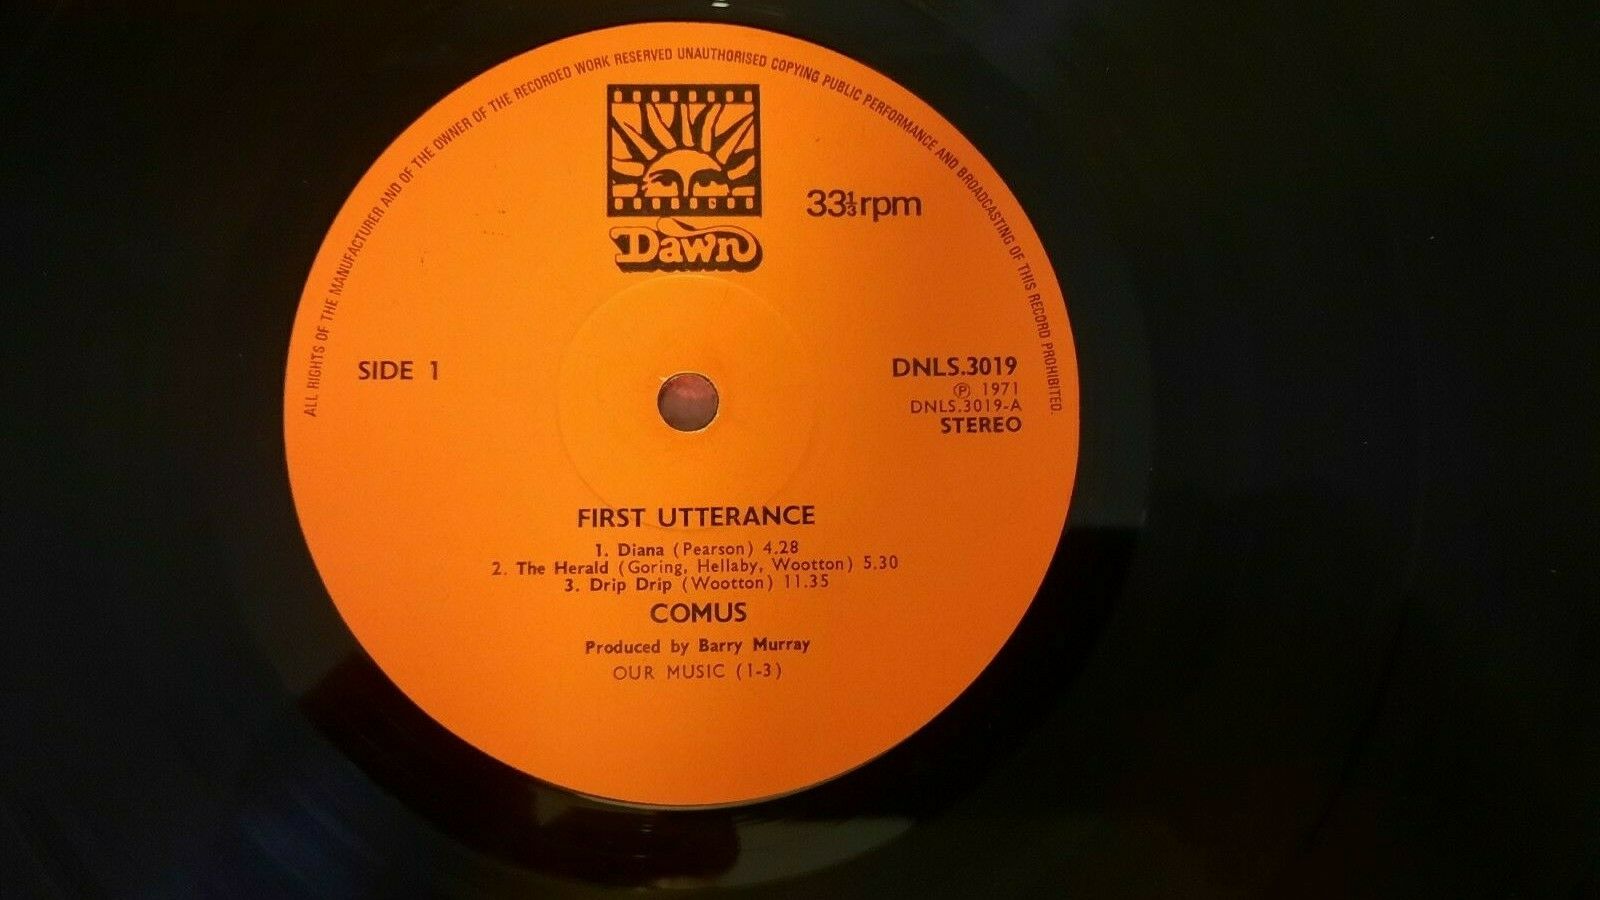 ALL RIGHTS OF THE MANUFACTURER AND OF THE OWNER OF THE RECORDED WORK RESERVED UNAUTHORISED COPYING PUBLIC PERFORMANCE AND BROADCASTING OF THIS RECORD PROHIBITED.
Dawn
33⅓rpm
SIDE 1
DNLS.3019
℗ 1971
DNLS.3019-A
STEREO
FIRST UTTERANCE
1. Diana (Pearson) 4.28
2. The Herald (Goring, Hellaby, Wootton) 5.30
3. Drip Drip (Wootton) 11.35
COMUS
Produced by Barry Murray
OUR MUSIC (1-3)